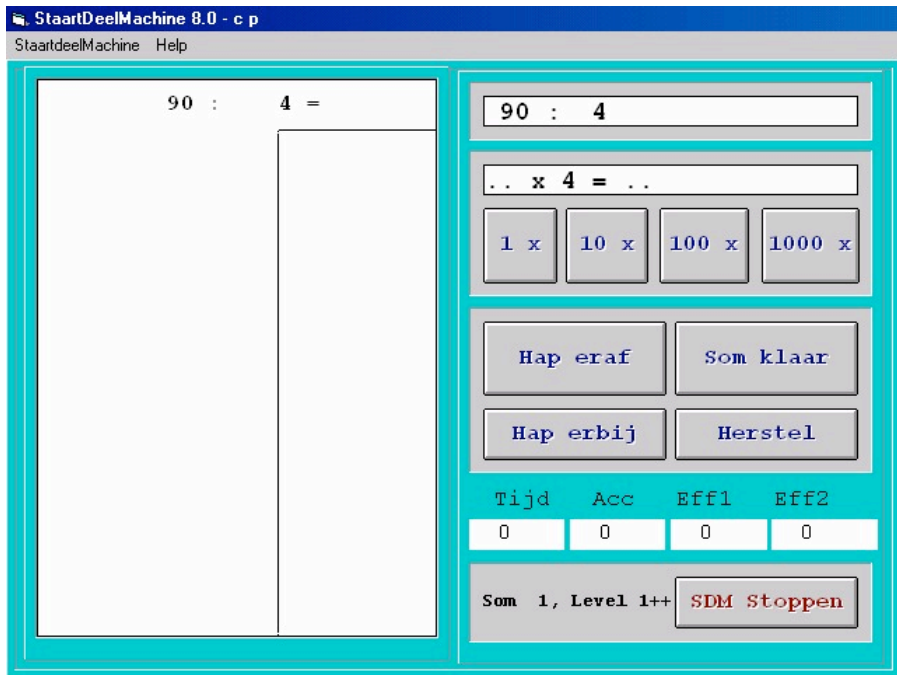 StaartDeelMachine 8.0 - c p
StaartdeelMachine Help
90 : 4 =
90 : 4
.. x 4 = ..
1 x 10 x 100 x 1000 x
Hap eraf Som klaar
Hap erbij Herstel
Tijd Acc Eff1 Eff2
0 0 0 0
Som 1, Level 1++ SDM Stoppen